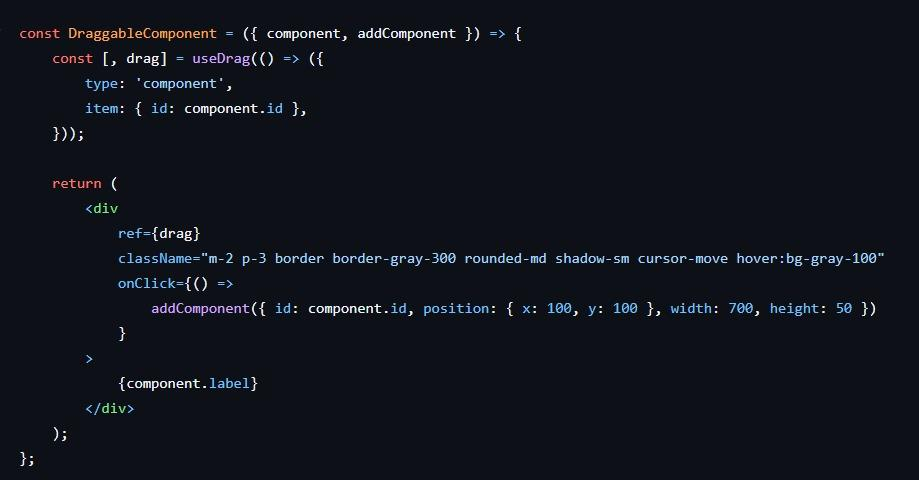 const DraggableComponent = ({ component, addComponent }) => {
    const [, drag] = useDrag(() => ({
        type: 'component',
        item: { id: component.id },
    }));

    return (
        <div
            ref={drag}
            className="m-2 p-3 border border-gray-300 rounded-md shadow-sm cursor-move hover:bg-gray-100"
            onClick={() =>
                addComponent({ id: component.id, position: { x: 100, y: 100 }, width: 700, height: 50 })
            }
        >
            {component.label}
        </div>
    );
};